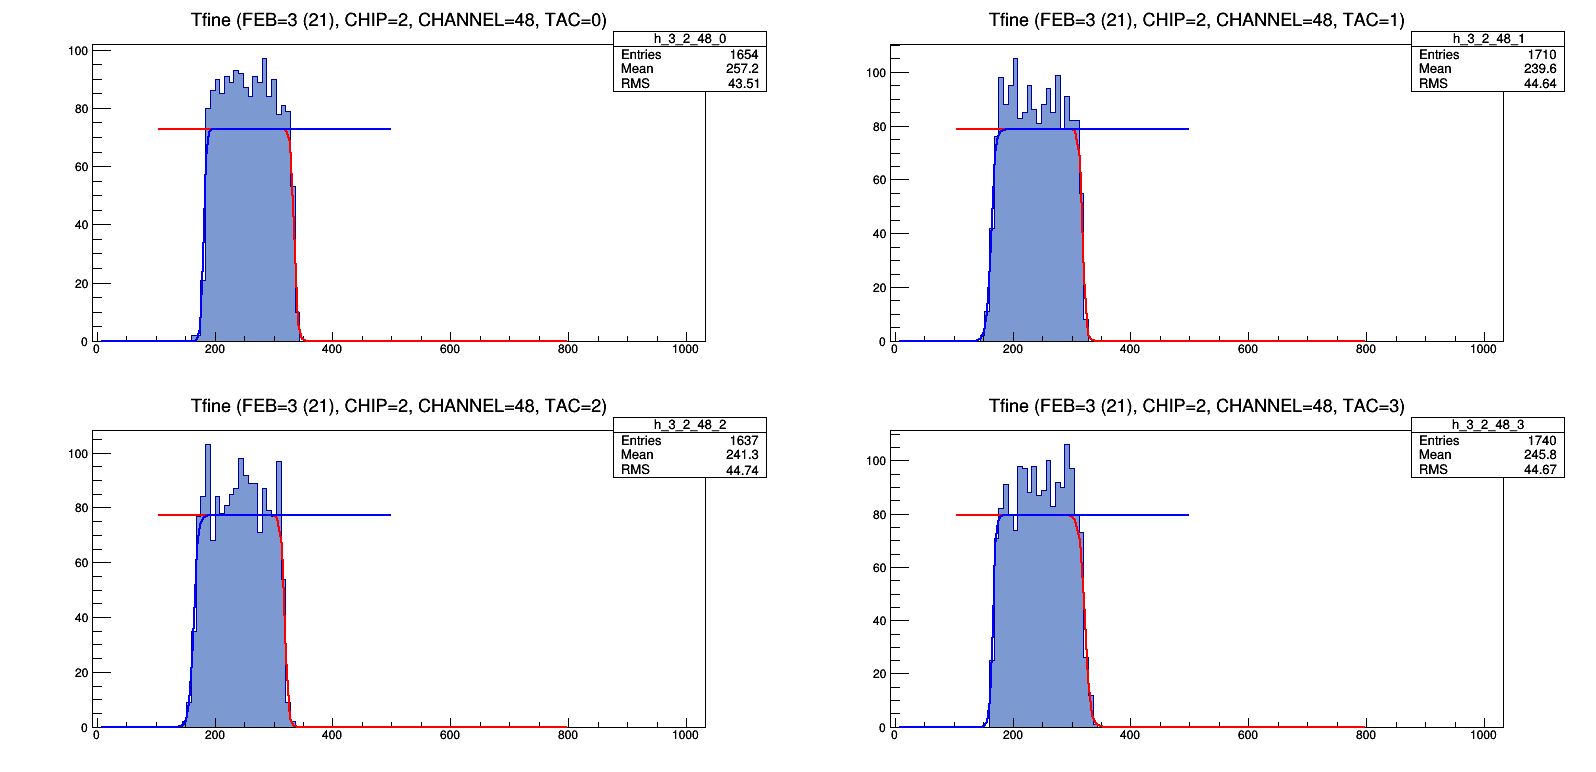 Tfine (FEB=3 (21), CHIP=2, CHANNEL=48, TAC=0)
h_3_2_48_0
Entries 1654
Mean 257.2
RMS 43.51
100
80
60
40
20
0
0 200 400 600 800 1000
Tfine (FEB=3 (21), CHIP=2, CHANNEL=48, TAC=1)
h_3_2_48_1
Entries 1710
Mean 239.6
RMS 44.64
100
80
60
40
20
0
0 200 400 600 800 1000
Tfine (FEB=3 (21), CHIP=2, CHANNEL=48, TAC=2)
h_3_2_48_2
Entries 1637
Mean 241.3
RMS 44.74
100
80
60
40
20
0
0 200 400 600 800 1000
Tfine (FEB=3 (21), CHIP=2, CHANNEL=48, TAC=3)
h_3_2_48_3
Entries 1740
Mean 245.8
RMS 44.67
100
80
60
40
20
0
0 200 400 600 800 1000